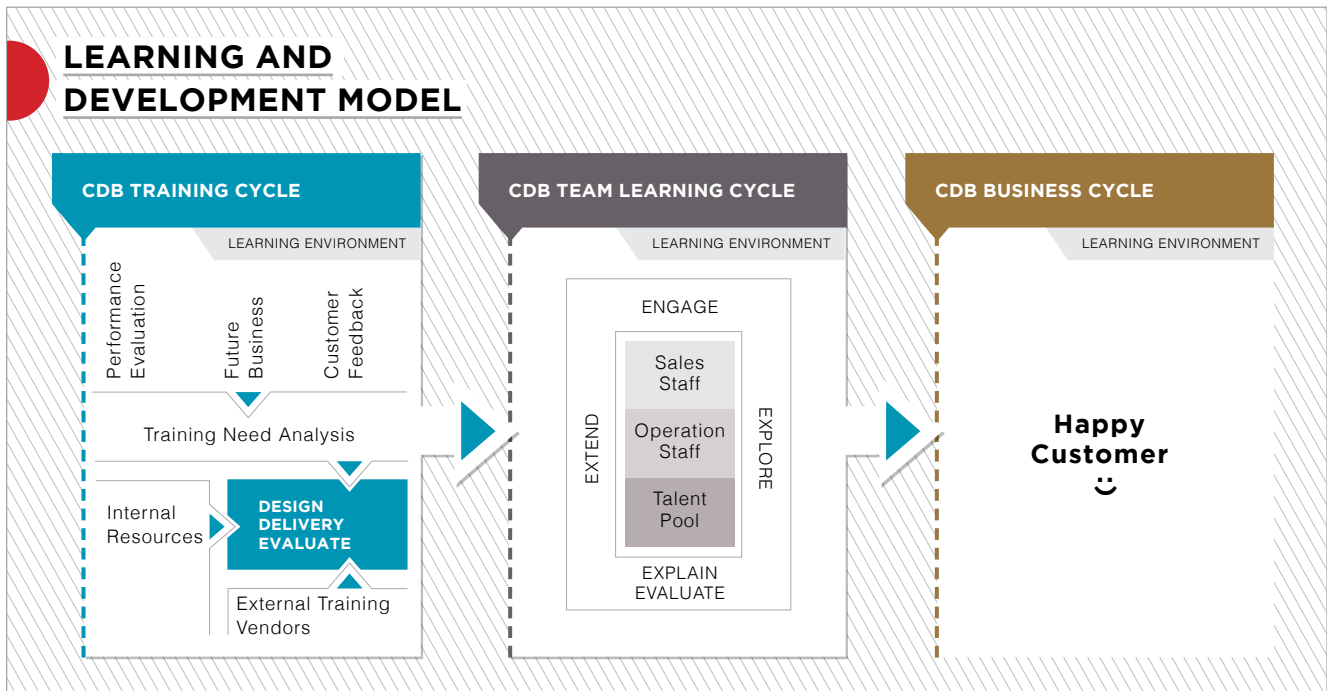 LEARNING AND
DEVELOPMENT MODEL
CDB TRAINING CYCLE
LEARNING ENVIRONMENT
Performance
Evaluation
Future
Business
Customer
Feedback
Training Need Analysis
Internal
Resources
DESIGN
DELIVERY
EVALUATE
External Training
Vendors
CDB TEAM LEARNING CYCLE
LEARNING ENVIRONMENT
ENGAGE
EXTEND
Sales
Staff
Operation
Staff
Talent
Pool
EXPLORE
EXPLAIN
EVALUATE
CDB BUSINESS CYCLE
LEARNING ENVIRONMENT
Happy
Customer